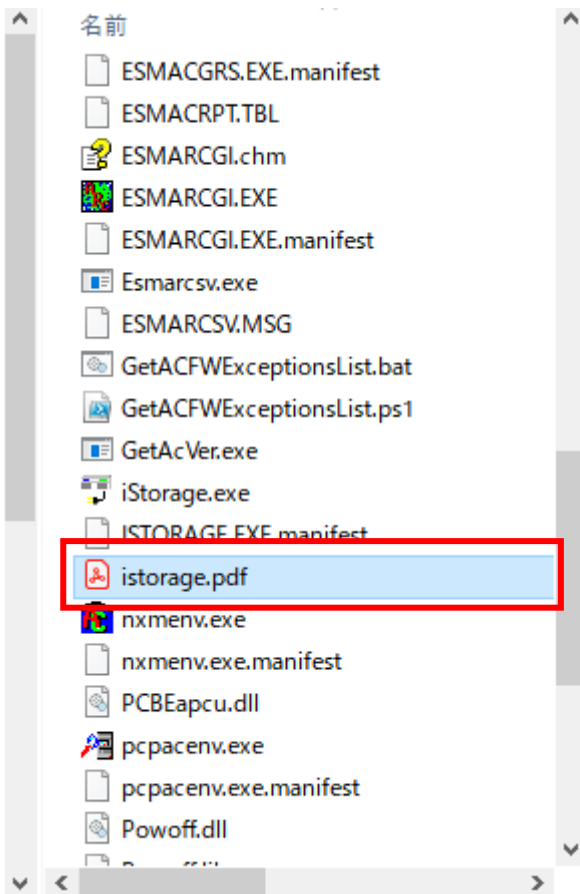 名前
ESMACGRS.EXE.manifest
ESMACRPT.TBL
ESMARCGI.chm
ESMARCGI.EXE
ESMARCGI.EXE.manifest
Esmarcsv.exe
ESMARCSV.MSG
GetACFWExceptionsList.bat
GetACFWExceptionsList.ps1
GetAcVer.exe
iStorage.exe
ISTORAGE.EXE.manifest
istorage.pdf
nxmenv.exe
nxmenv.exe.manifest
PCBEapcu.dll
pcpacenv.exe
pcpacenv.exe.manifest
Powoff.dll